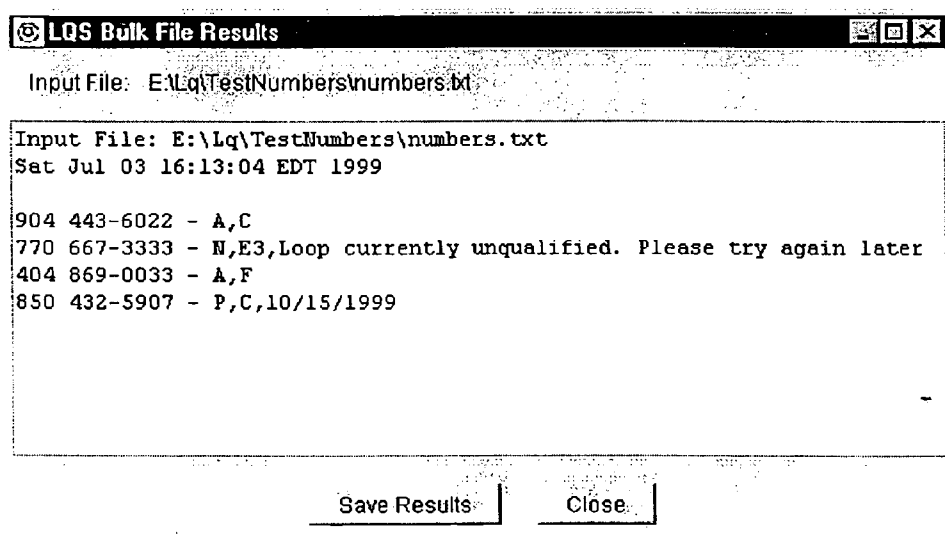 LQS Bulk File Results
Input File: E:\Lq\TestNumbers\numbers.txt
Input File: E:\Lq\TestNumbers\numbers.txt
Sat Jul 03 16:13:04 EDT 1999
904 443-6022 - A,C
770 667-3333 - N,E3,Loop currently unqualified. Please try again later
404 869-0033 - A,F
850 432-5907 - P,C,10/15/1999
Save Results
Close